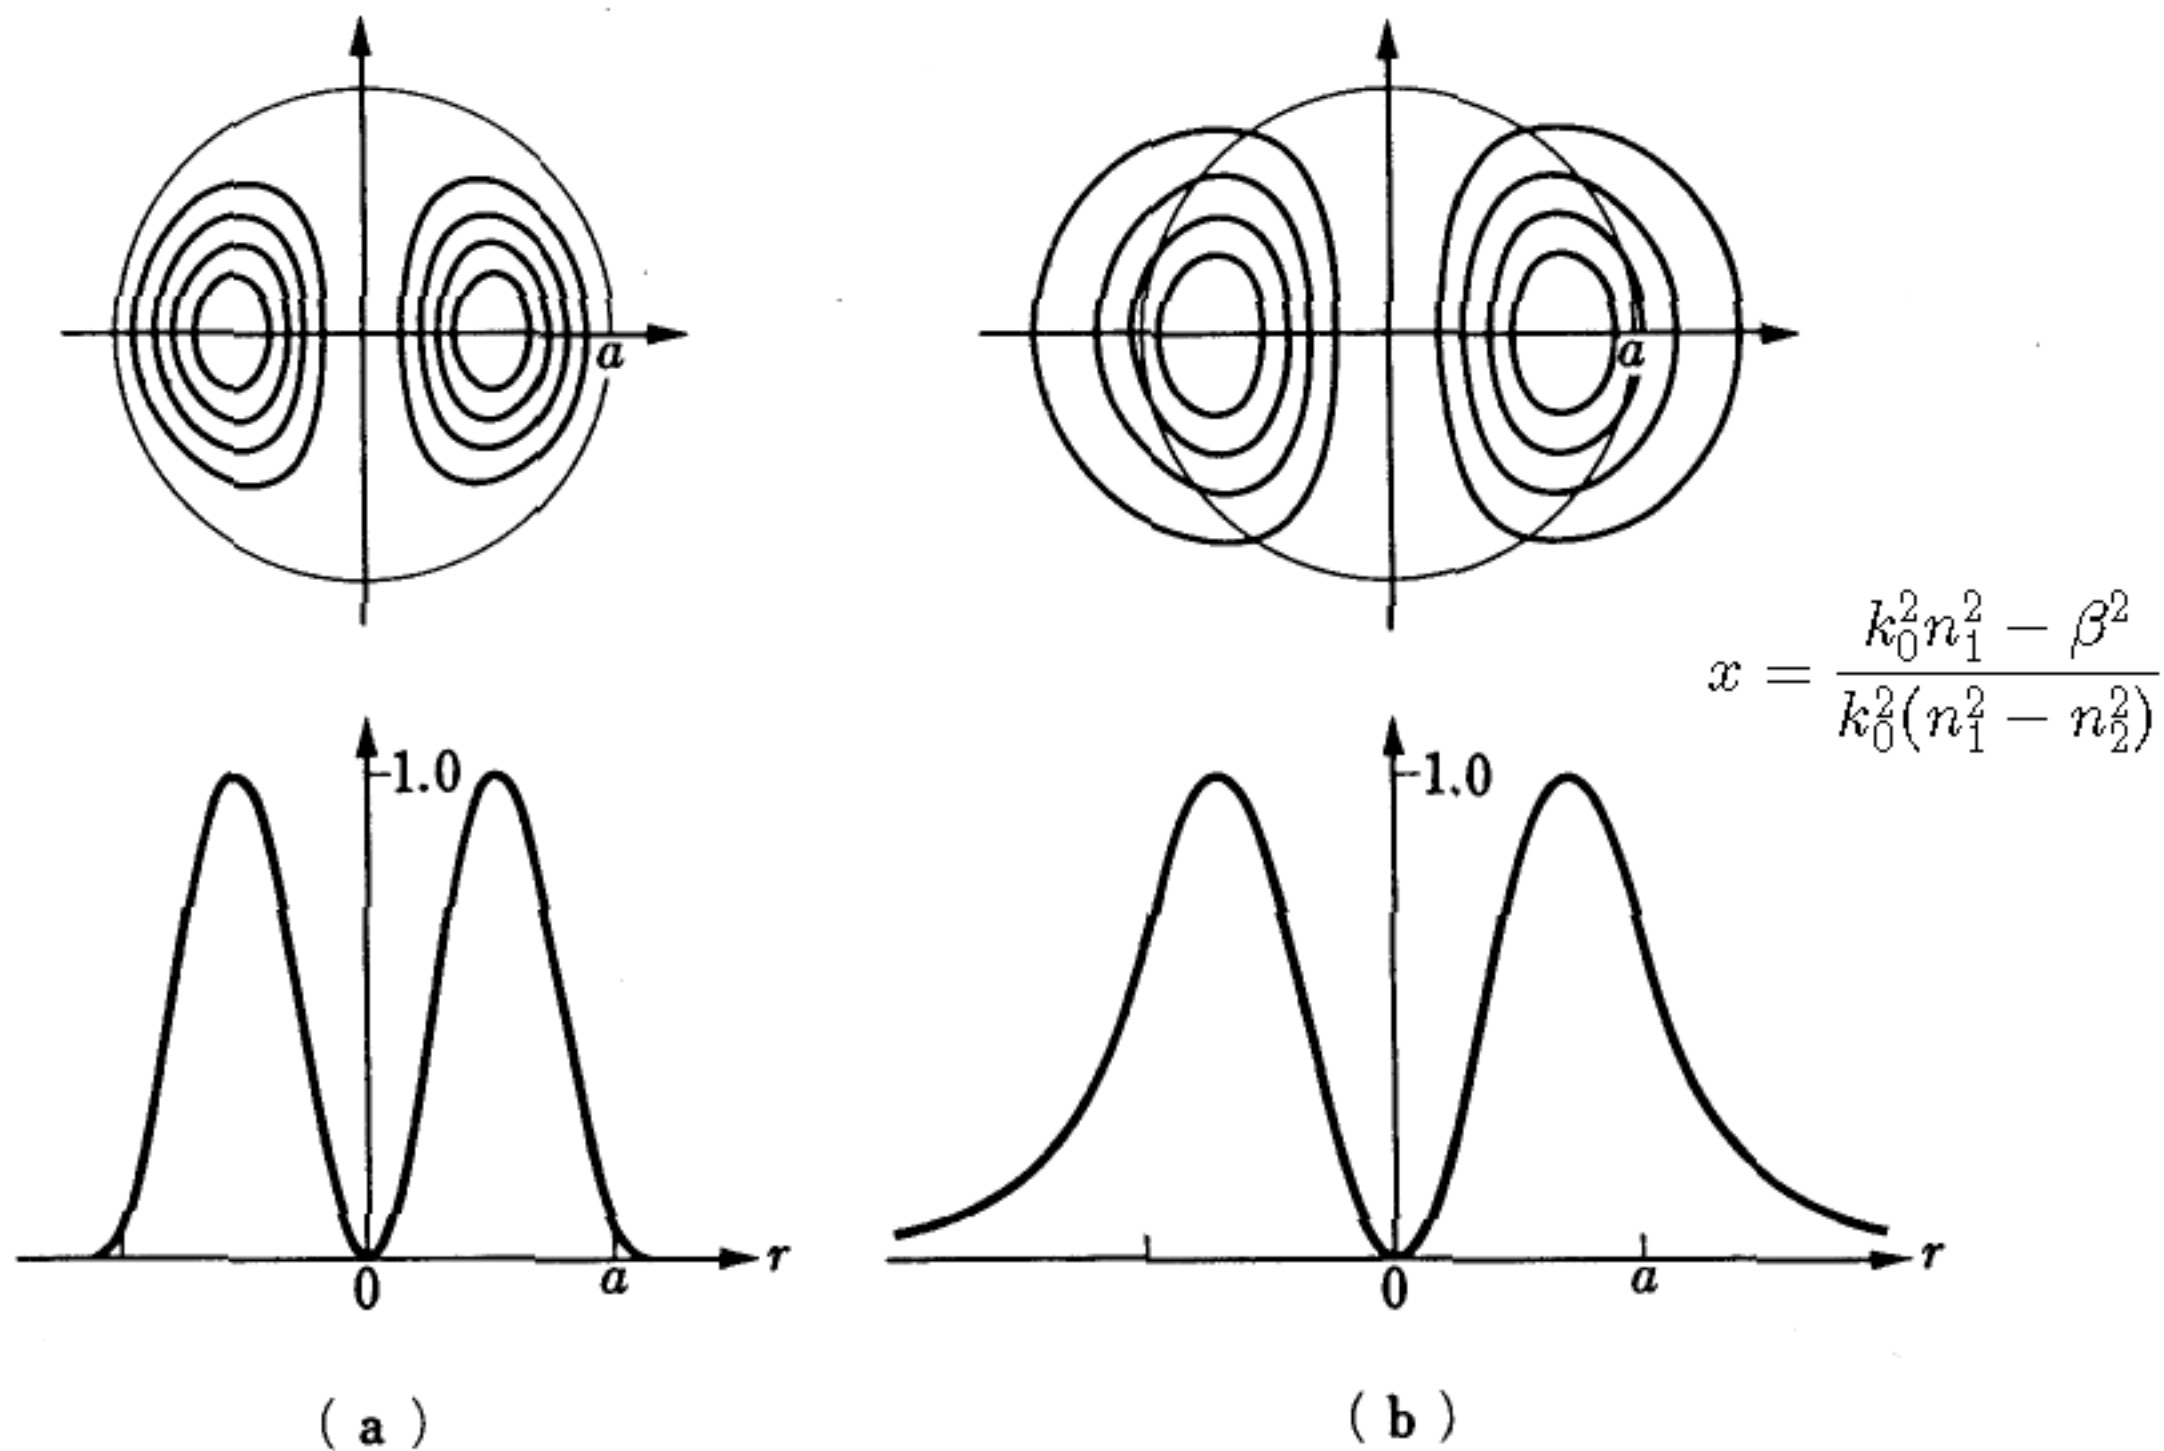 a
a
x = \frac{k_0^2 n_1^2 - \beta^2}{k_0^2 (n_1^2 - n_2^2)}
1.0
1.0
0 a r
0 a r
( a )
( b )